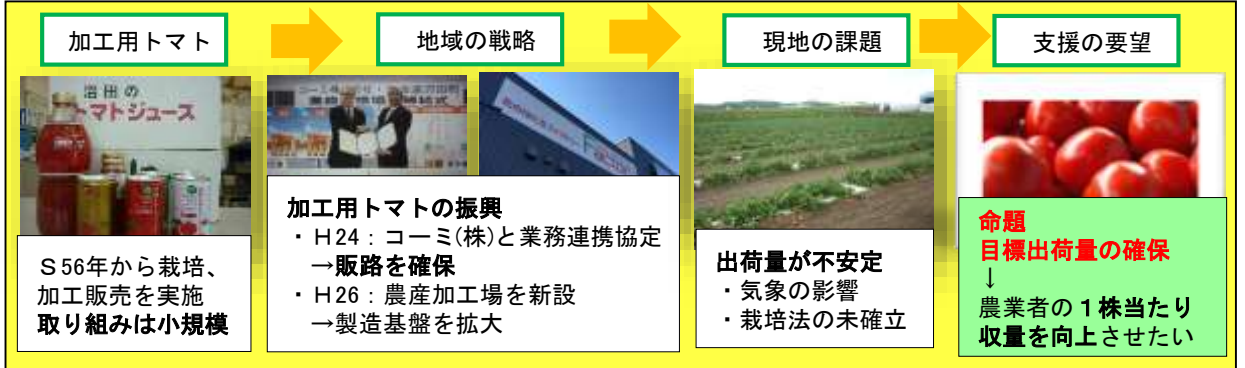 加工用トマト
地域の戦略
現地の課題
支援の要望
沼田の
トマトジュース
S56年から栽培、
加工販売を実施
取り組みは小規模
加工用トマトの振興
・H24：コーミ(株)と業務連携協定
→販路を確保
・H26：農産加工場を新設
→製造基盤を拡大
出荷量が不安定
・気象の影響
・栽培法の未確立
命題
目標出荷量の確保
↓
農業者の１株当たり
収量を向上させたい